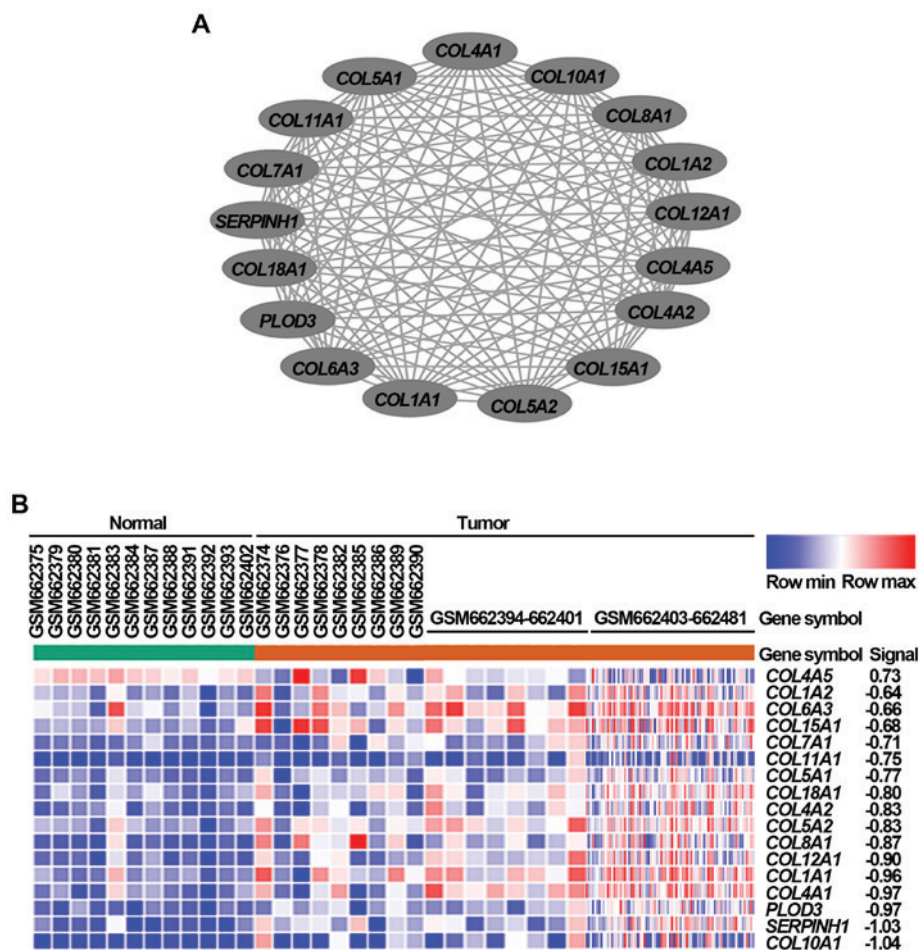 A
COL4A1
COL5A1
COL10A1
COL11A1
COL8A1
COL7A1
COL1A2
SERPINH1
COL12A1
COL18A1
COL4A5
PLOD3
COL4A2
COL6A3
COL15A1
COL1A1
COL5A2
B
Normal
Tumor
GSM662375
GSM662379
GSM662380
GSM662381
GSM662383
GSM662384
GSM662387
GSM662388
GSM662391
GSM662392
GSM662393
GSM662402
GSM662374
GSM662376
GSM662377
GSM662378
GSM662382
GSM662385
GSM662386
GSM662389
GSM662390
GSM662394-662401
GSM662403-662481
Row min Row max
Gene symbol
Gene symbol Signal
COL4A5 0.73
COL1A2 -0.64
COL6A3 -0.66
COL15A1 -0.68
COL7A1 -0.71
COL11A1 -0.75
COL5A1 -0.77
COL18A1 -0.80
COL4A2 -0.83
COL5A2 -0.83
COL8A1 -0.87
COL12A1 -0.90
COL1A1 -0.96
COL4A1 -0.97
PLOD3 -0.97
SERPINH1 -1.03
COL10A1 -1.04